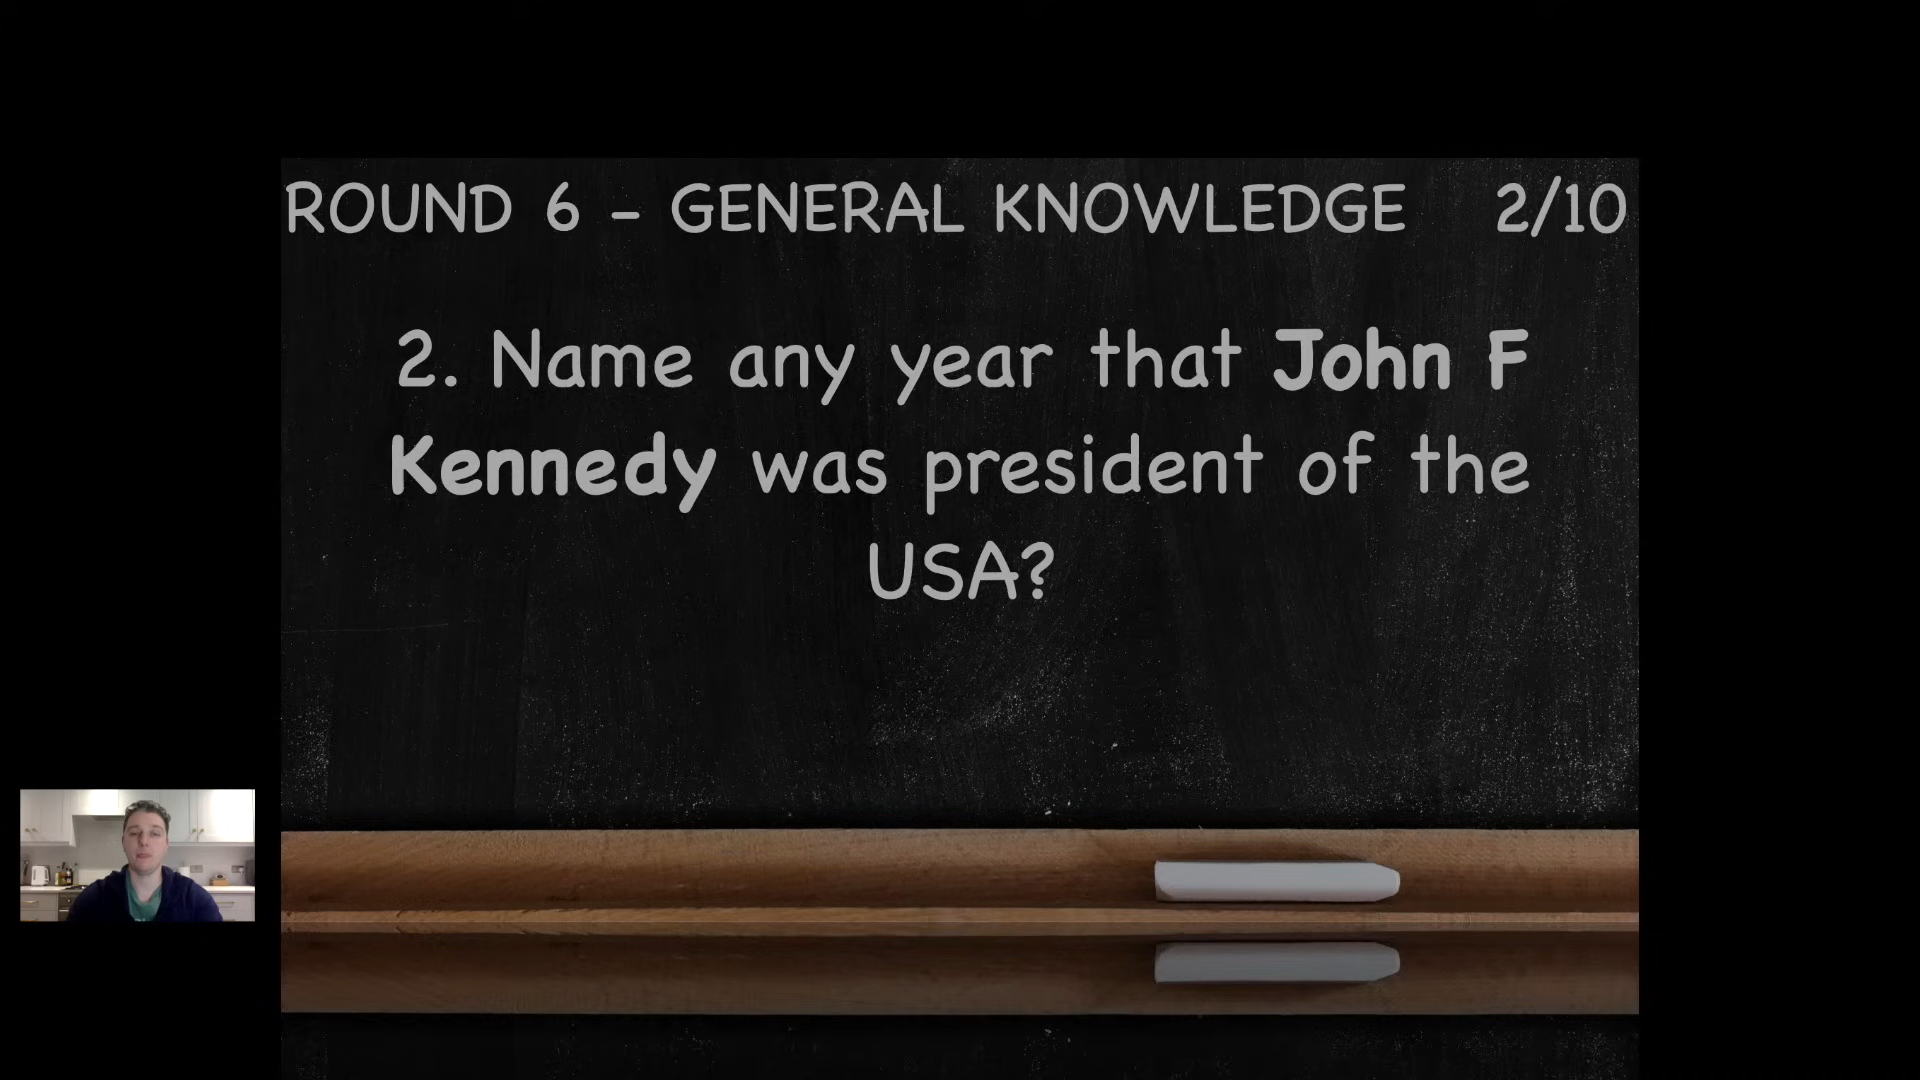 ROUND 6 - GENERAL KNOWLEDGE 2/10
2. Name any year that John F
Kennedy was president of the
USA?